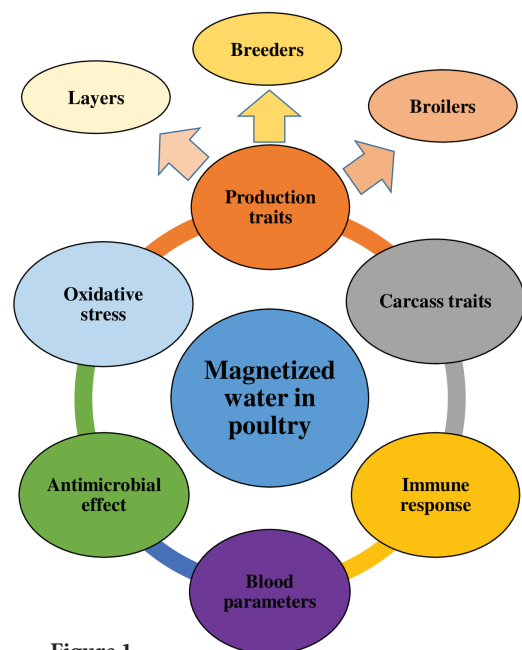 Breeders
Layers
Broilers
Production
traits
Oxidative
stress
Carcass traits
Magnetized
water in
poultry
Antimicrobial
effect
Immune
response
Blood
parameters
Figure 1